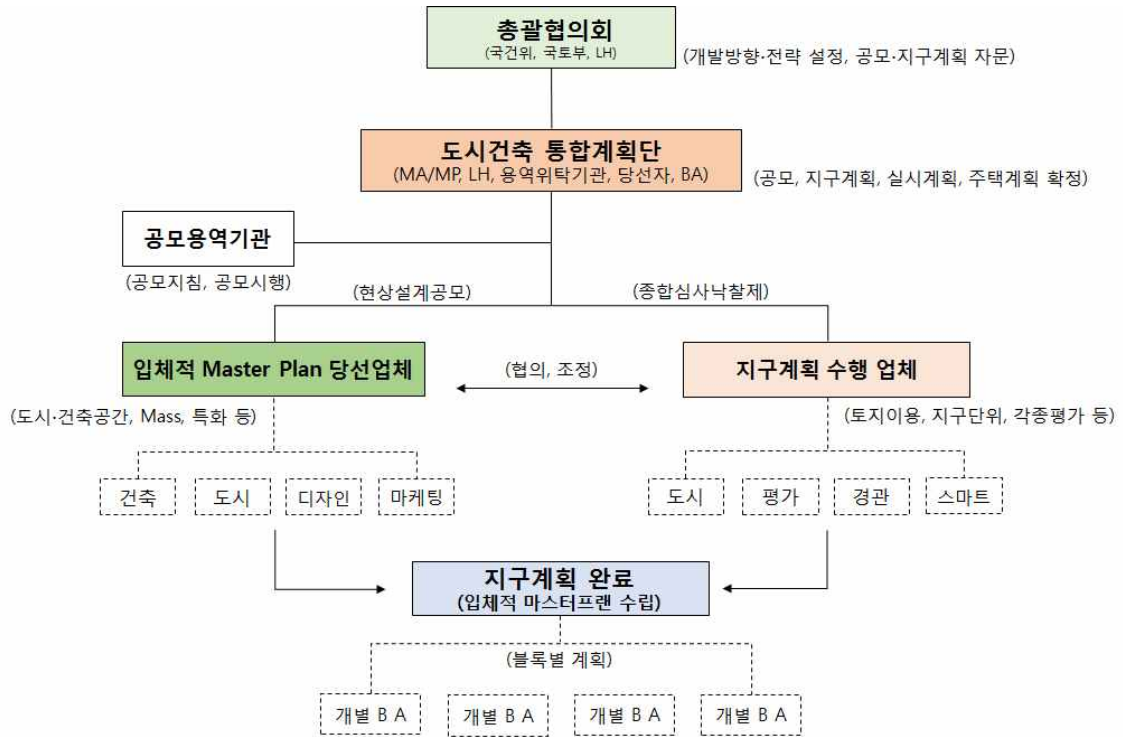 총괄협의회
(국건위, 국토부, LH)
(개발방향·전략 설정, 공모·지구계획 자문)
도시건축 통합계획단
(MA/MP, LH, 용역위탁기관, 당선자, BA)
(공모, 지구계획, 실시계획, 주택계획 확정)
공모용역기관
(공모지침, 공모시행)
(현상설계공모)
(종합심사낙찰제)
입체적 Master Plan 당선업체
(협의, 조정)
지구계획 수행 업체
(도시·건축공간, Mass, 특화 등)
(토지이용, 지구단위, 각종평가 등)
건축
도시
디자인
마케팅
도시
평가
경관
스마트
지구계획 완료
(입체적 마스터프랜 수립)
(블록별 계획)
개별 B A
개별 B A
개별 B A
개별 B A